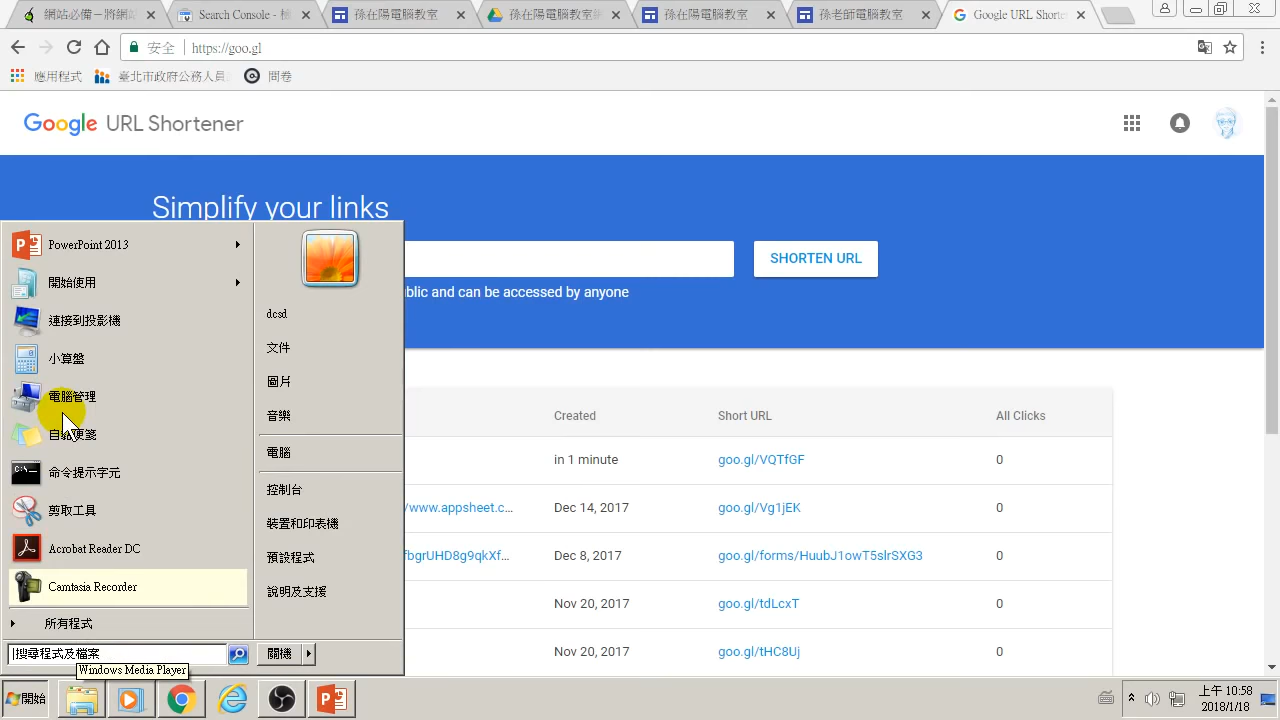 網站必備－將網站
Search Console - 檢
孫在陽電腦教室
孫在陽電腦教室
孫在陽電腦教室
孫老師電腦教室
Google URL Shorte
安全
https://goo.gl
應用程式
臺北市政府公務人員
問卷
Google URL Shortener
Simplify your links
SHORTEN URL
blic and can be accessed by anyone
Created
Short URL
All Clicks
in 1 minute
goo.gl/VQTfGF
0
/www.appsheet.c...
Dec 14, 2017
goo.gl/Vg1jEK
0
fbgrUHD8g9qkXf...
Dec 8, 2017
goo.gl/forms/HuubJ1owT5slrSXG3
0
Nov 20, 2017
goo.gl/tdLcxT
0
Nov 20, 2017
goo.gl/tHC8Uj
0
PowerPoint 2013
開始使用
連接到投影機
小算盤
電腦管理
自黏便箋
命令提示字元
剪取工具
Acrobat Reader DC
Camtasia Recorder
所有程式
搜尋程式及檔案
Windows Media Player
dcsd
文件
圖片
音樂
電腦
控制台
裝置和印表機
預設程式
說明及支援
關機
開始
上午 10:58
2018/1/18